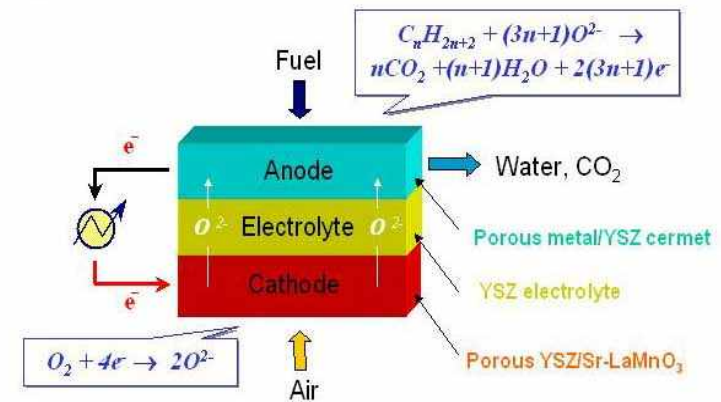 CₙH₂ₙ₊₂ + (3n+1)O²⁻ →
nCO₂ +(n+1)H₂O + 2(3n+1)e⁻
Fuel
e⁻
Anode
Water, CO₂
O²⁻ Electrolyte O²⁻
Porous metal/YSZ cermet
Cathode
YSZ electrolyte
e⁻
O₂ + 4e⁻ → 2O²⁻
Porous YSZ/Sr-LaMnO₃
Air